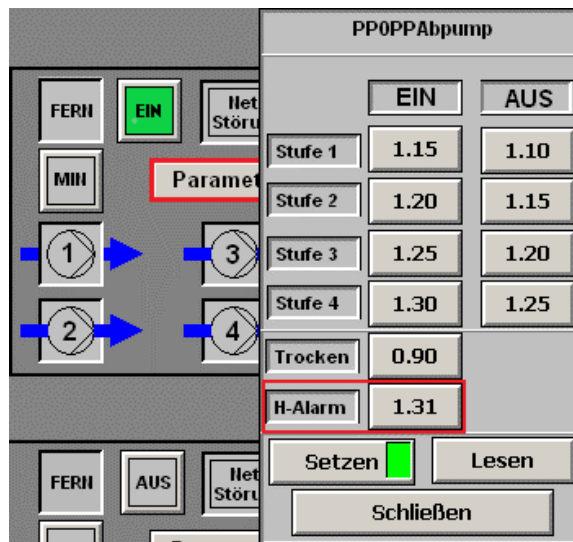 PP0PPAbpump
EIN AUS
Stufe 1 1.15 1.10
Stufe 2 1.20 1.15
Stufe 3 1.25 1.20
Stufe 4 1.30 1.25
Trocken 0.90
H-Alarm 1.31
Setzen Lesen
Schließen
FERN EIN Net
Störu
MIN Paramet
1 3
2 4
FERN AUS Net
Störu